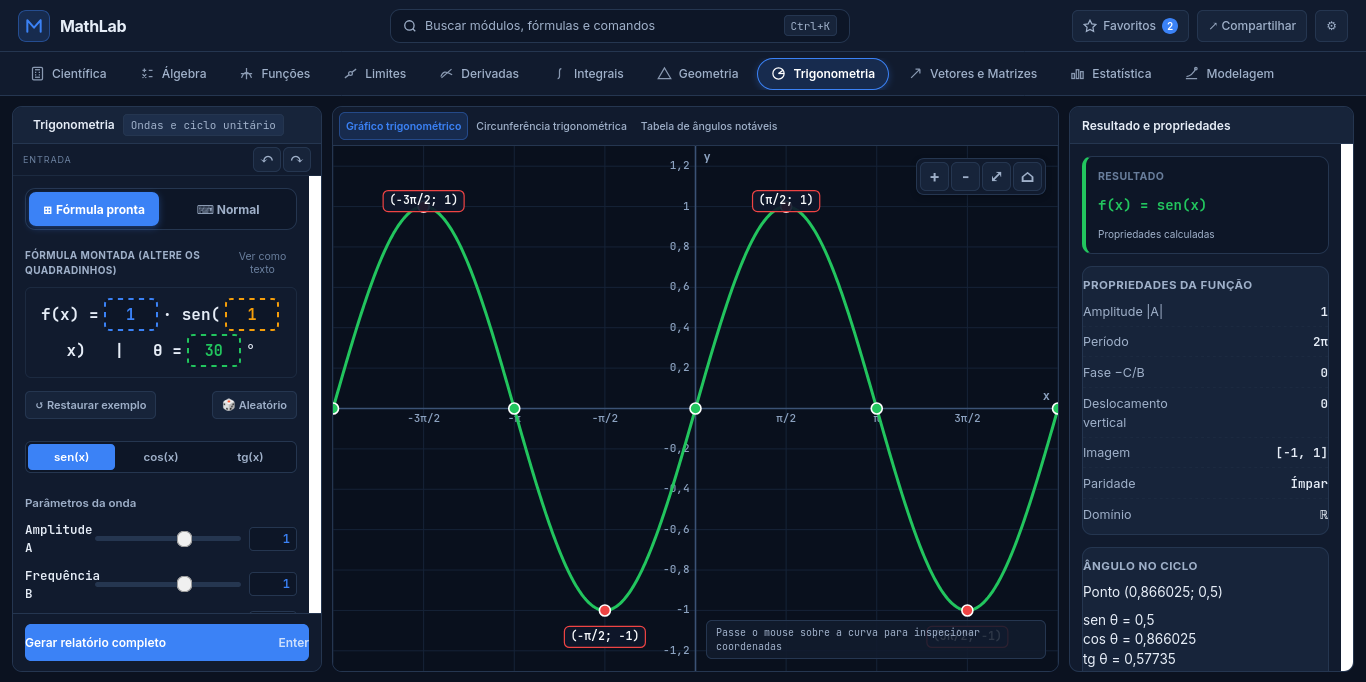 MathLab
Buscar módulos, fórmulas e comandos
Ctrl+K
Favoritos 2
Compartilhar
Científica
Álgebra
Funções
Limites
Derivadas
Integrais
Geometria
Trigonometria
Vetores e Matrizes
Estatística
Modelagem
Trigonometria
Ondas e ciclo unitário
ENTRADA
Fórmula pronta
Normal
FÓRMULA MONTADA (ALTERE OS
QUADRADINHOS)
Ver como
texto
f(x) = 1 · sen( 1
x) | θ = 30 °
↺ Restaurar exemplo
🎲 Aleatório
sen(x)
cos(x)
tg(x)
Parâmetros da onda
Amplitude
A
1
Frequência
B
1
Gerar relatório completo
Enter
Gráfico trigonométrico
Circunferência trigonométrica
Tabela de ângulos notáveis
y
1,2
1
0,8
0,6
0,4
0,2
-0,2
-0,4
-0,6
-0,8
-1
-1,2
+
-
(-3π/2; 1)
(π/2; 1)
x
-3π/2
-π
-π/2
π/2
π
3π/2
(-π/2; -1)
(3π/2; -1)
Passe o mouse sobre a curva para inspecionar
coordenadas
Resultado e propriedades
RESULTADO
f(x) = sen(x)
Propriedades calculadas
PROPRIEDADES DA FUNÇÃO
Amplitude |A| 1
Período 2π
Fase −C/B 0
Deslocamento
vertical
0
Imagem [-1, 1]
Paridade Ímpar
Domínio ℝ
ÂNGULO NO CICLO
Ponto (0,866025; 0,5)
sen θ = 0,5
cos θ = 0,866025
tg θ = 0,57735